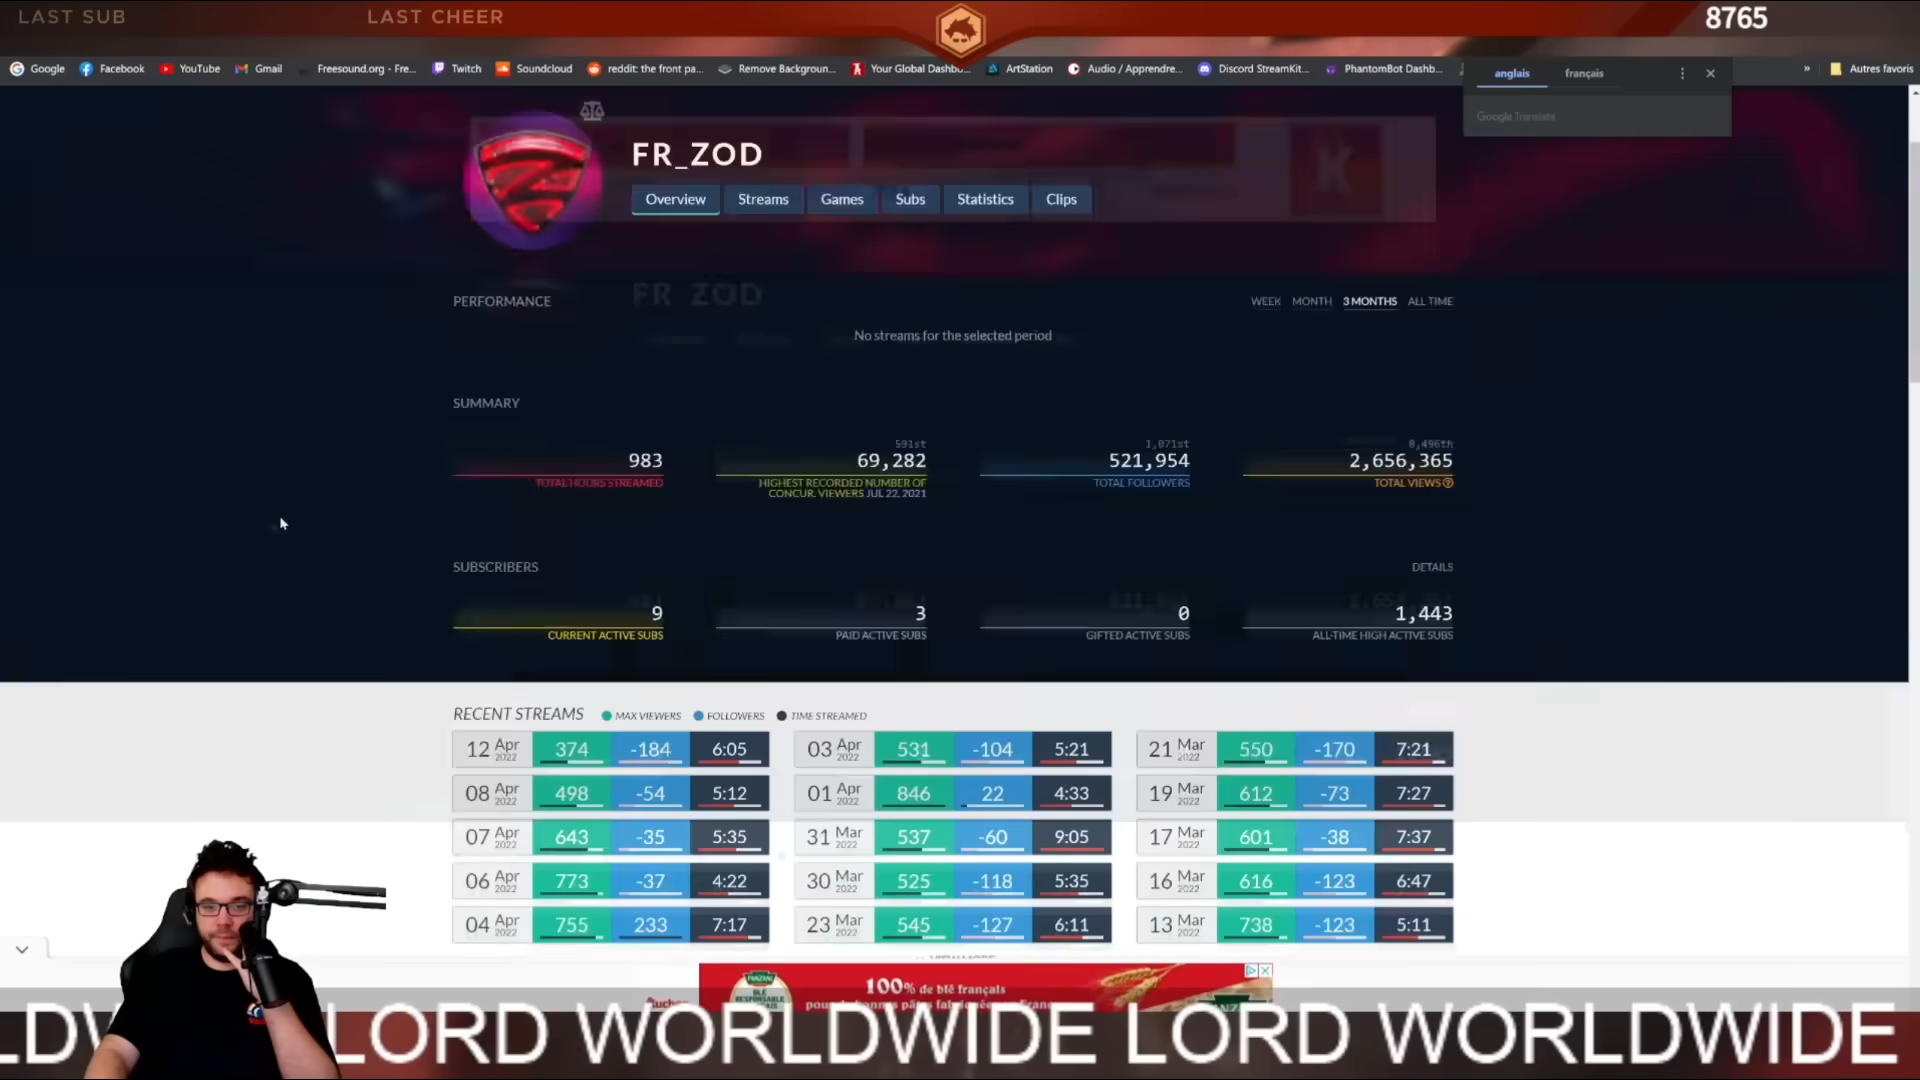 LAST SUB LAST CHEER 8765
Google Facebook YouTube Gmail Freesound.org - Fre... Twitch Soundcloud reddit: the front pa... Remove Backgroun... Your Global Dashbo... ArtStation Audio / Apprendre... Discord StreamKit... PhantomBot Dashb... » Autres favoris
anglais français
Google Translate
FR_ZOD
Overview Streams Games Subs Statistics Clips
FR ZOD
PERFORMANCE WEEK MONTH 3 MONTHS ALL TIME
No streams for the selected period
SUMMARY
591st 1,071st 8,496th
983 69,282 521,954 2,656,365
TOTAL HOURS STREAMED HIGHEST RECORDED NUMBER OF TOTAL FOLLOWERS TOTAL VIEWS
CONCUR. VIEWERS JUL 22, 2021
SUBSCRIBERS DETAILS
9 3 0 1,443
CURRENT ACTIVE SUBS PAID ACTIVE SUBS GIFTED ACTIVE SUBS ALL-TIME HIGH ACTIVE SUBS
RECENT STREAMS MAX VIEWERS FOLLOWERS TIME STREAMED
12 Apr 2022 374 -184 6:05 03 Apr 2022 531 -104 5:21 21 Mar 2022 550 -170 7:21
08 Apr 2022 498 -54 5:12 01 Apr 2022 846 22 4:33 19 Mar 2022 612 -73 7:27
07 Apr 2022 643 -35 5:35 31 Mar 2022 537 -60 9:05 17 Mar 2022 601 -38 7:37
06 Apr 2022 773 -37 4:22 30 Mar 2022 525 -118 5:35 16 Mar 2022 616 -123 6:47
04 Apr 2022 755 233 7:17 23 Mar 2022 545 -127 6:11 13 Mar 2022 738 -123 5:11
100% de blé français
LORD WORLDWIDE LORD WORLDWIDE